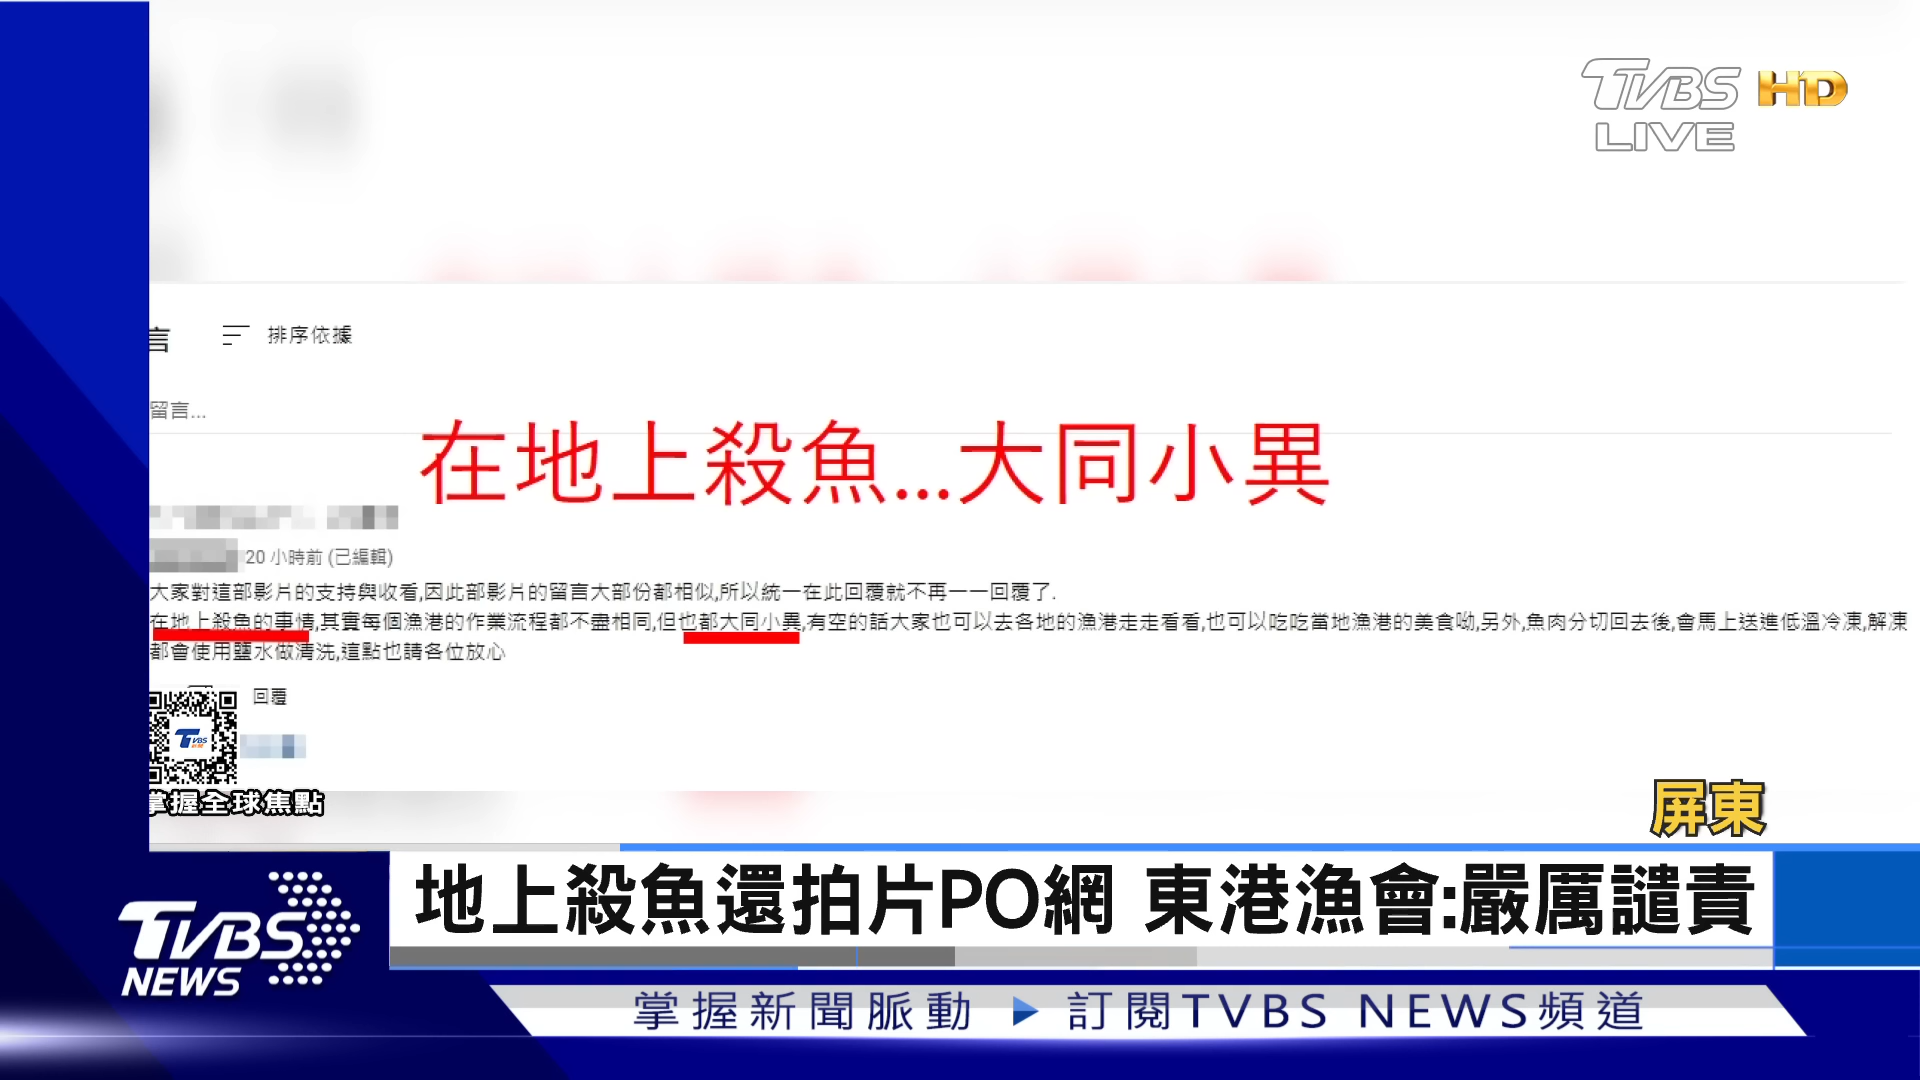 TVBS HD
LIVE
言 排序依據
留言...
在地上殺魚...大同小異
20 小時前 (已編輯)
大家對這部影片的支持與收看,因此部影片的留言大部份都相似,所以統一在此回覆就不再一一回覆了.
在地上殺魚的事情,其實每個漁港的作業流程都不盡相同,但也都大同小異,有空的話大家也可以去各地的漁港走走看看,也可以吃吃當地漁港的美食呦,另外,魚肉分切回去後,會馬上送進低溫冷凍,解凍
都會使用鹽水做清洗,這點也請各位放心
回覆
TVBS
掌握全球焦點
屏東
地上殺魚還拍片PO網 東港漁會:嚴厲譴責
TVBS
NEWS
掌握新聞脈動 訂閱TVBS NEWS頻道